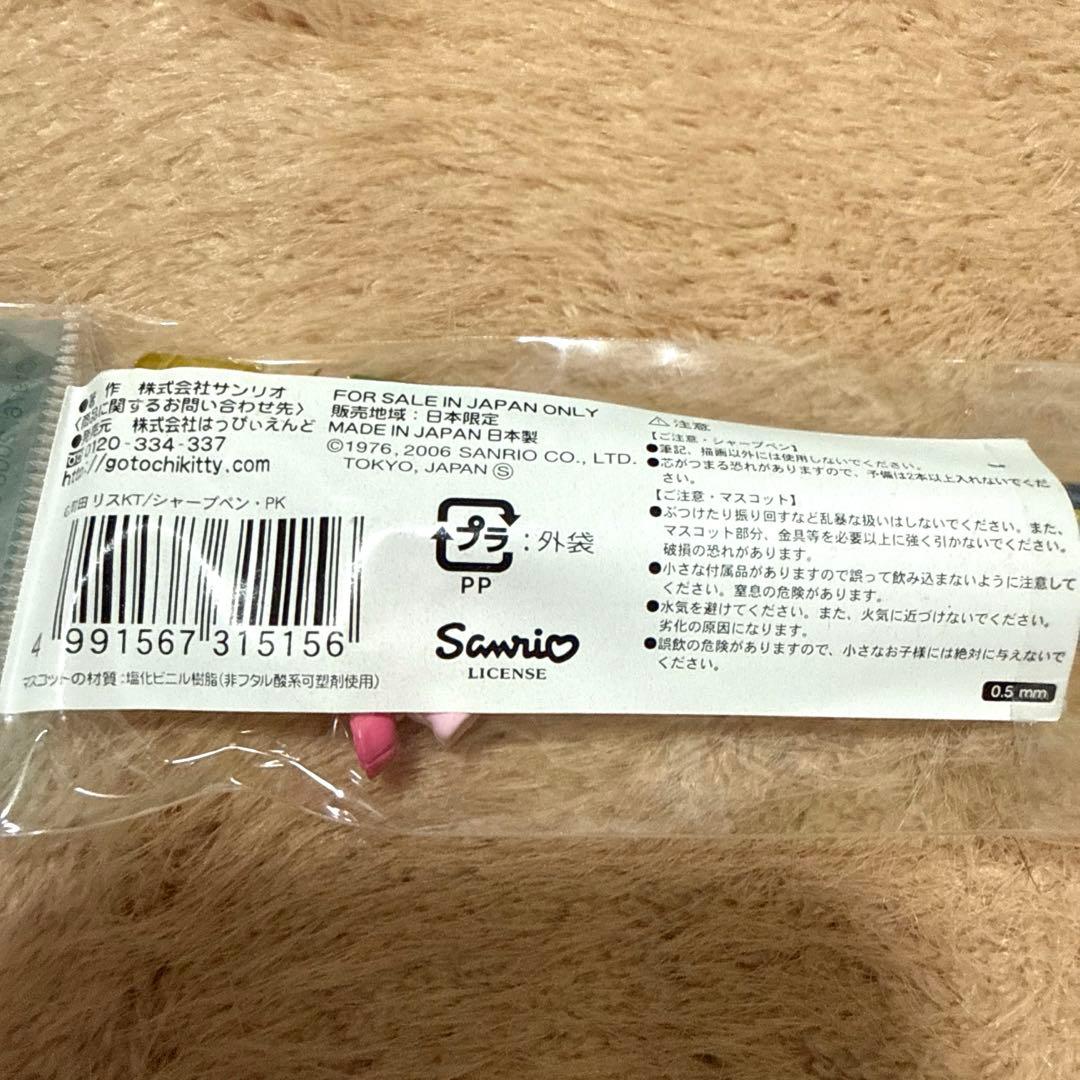 ●著 作 株式会社サンリオ
〈商品に関するお問い合わせ先〉
●発売元 株式会社はっぴぃえんど
0120-334-337
http://gotochikitty.com
町田 リスKT/シャープペン・PK
4 991567 315156
マスコットの材質:塩化ビニル樹脂(非フタル酸系可塑剤使用)
FOR SALE IN JAPAN ONLY
販売地域:日本限定
MADE IN JAPAN 日本製
©1976, 2006 SANRIO CO., LTD.
TOKYO, JAPAN Ⓢ
プラ :外袋
PP
Sanrio
LICENSE
⚠注意
【ご注意・シャープペン】
●筆記、描画以外には使用しないでください。
●芯がつまる恐れがありますので、予備は2本以上入れないでくだ
さい。
【ご注意・マスコット】
●ぶつけたり振り回すなど乱暴な扱いはしないでください。また、
マスコット部分、金具等を必要以上に強く引かないでください。
破損の恐れがあります。
●小さな付属品がありますので誤って飲み込まないように注意して
ください。窒息の危険があります。
●水気を避けてください。また、火気に近づけないでください。
劣化の原因になります。
●誤飲の危険がありますので、小さなお子様には絶対に与えないで
ください。
0.5 mm